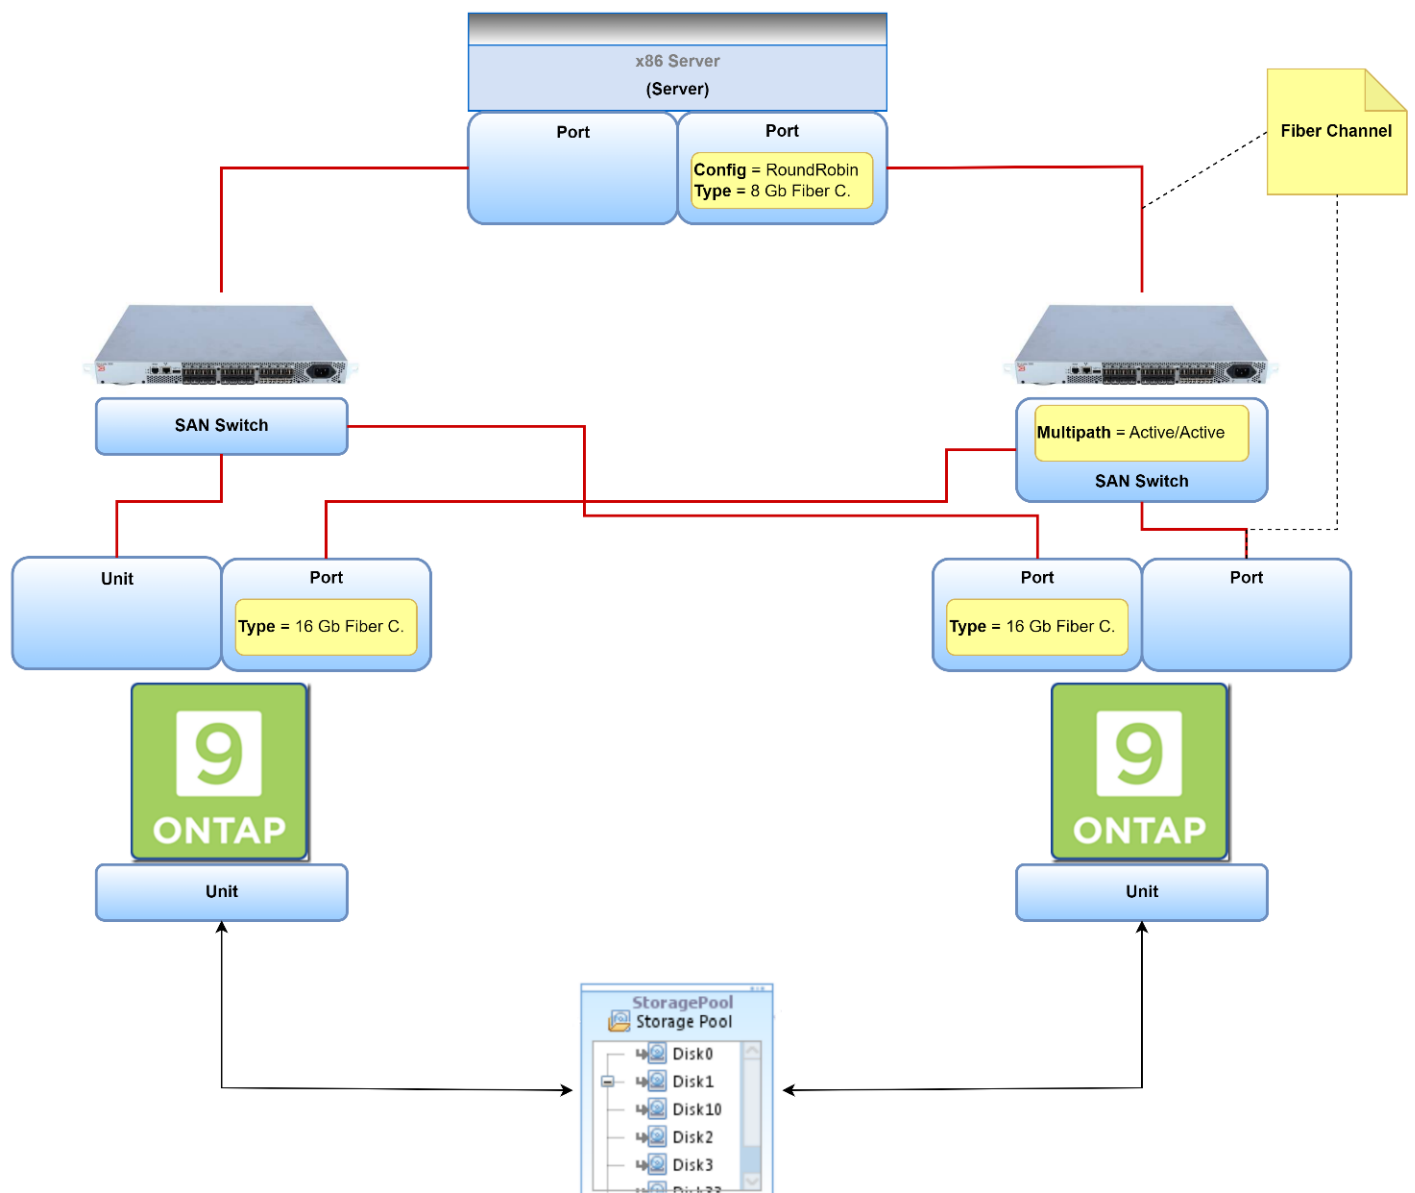 x86 Server
(Server)
Port
Port
Config = RoundRobin
Type = 8 Gb Fiber C.
Fiber Channel
SAN Switch
Multipath = Active/Active
SAN Switch
Unit
Port
Type = 16 Gb Fiber C.
Port
Type = 16 Gb Fiber C.
Port
9
ONTAP
9
ONTAP
Unit
Unit
StoragePool
Storage Pool
Disk0
Disk1
Disk10
Disk2
Disk3
Disk33